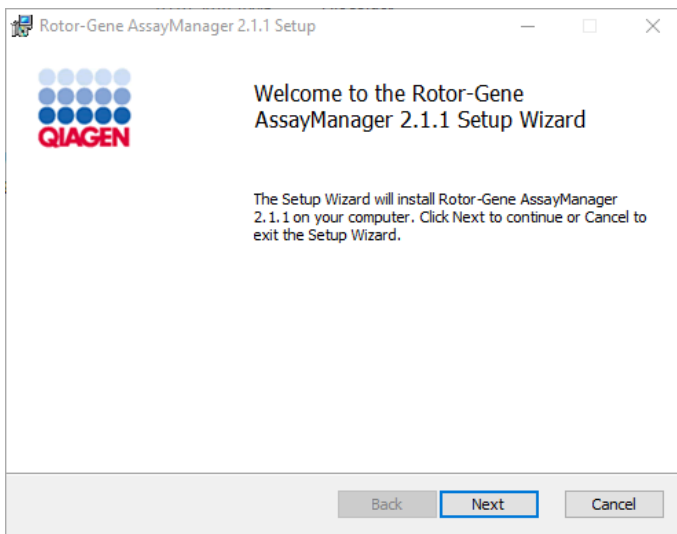 Rotor-Gene AssayManager 2.1.1 Setup
QIAGEN
Welcome to the Rotor-Gene
AssayManager 2.1.1 Setup Wizard
The Setup Wizard will install Rotor-Gene AssayManager
2.1.1 on your computer. Click Next to continue or Cancel to
exit the Setup Wizard.
Back
Next
Cancel